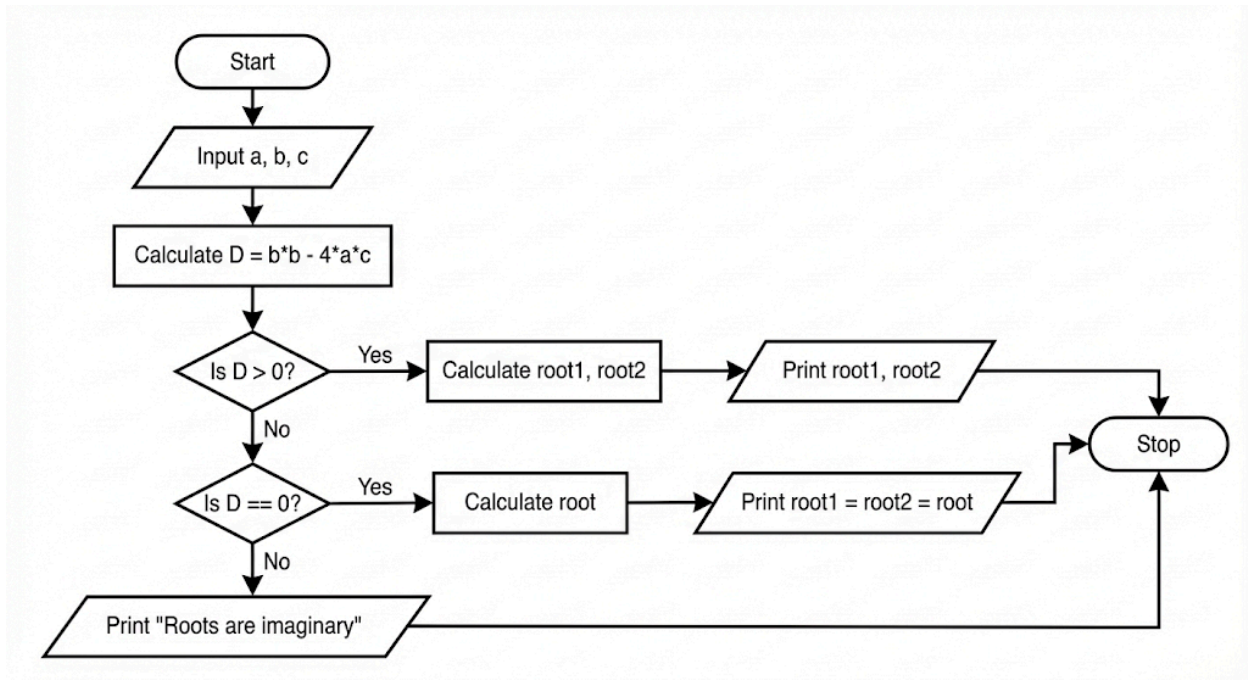 Start
Input a, b, c
Calculate D = b*b - 4*a*c
Is D > 0?
Yes
Calculate root1, root2
Print root1, root2
No
Stop
Is D == 0?
Yes
Calculate root
Print root1 = root2 = root
No
Print "Roots are imaginary"